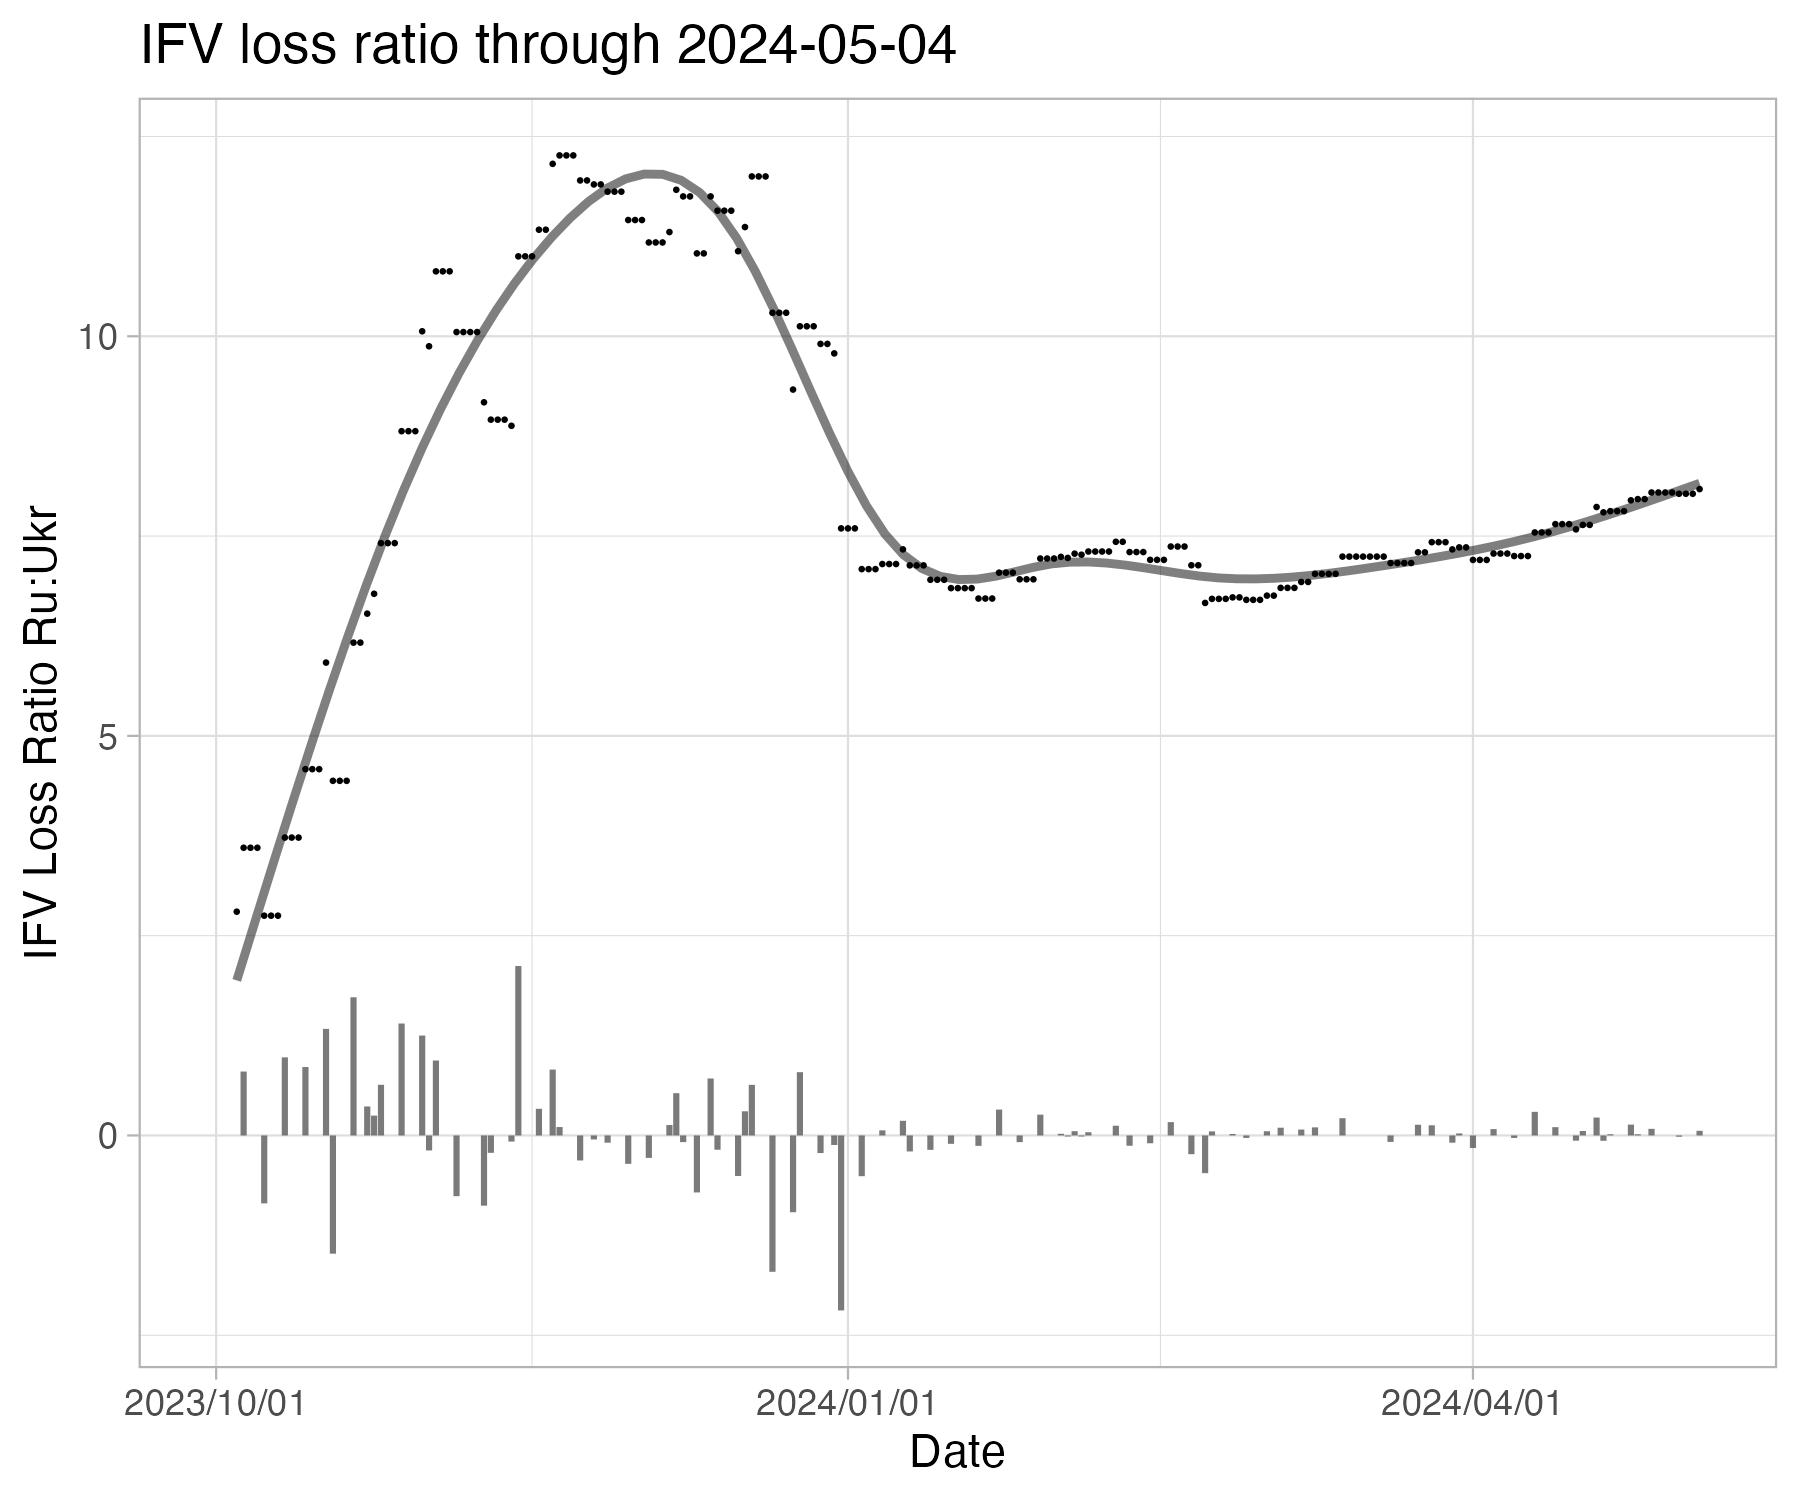 IFV loss ratio through 2024-05-04
IFV Loss Ratio Ru:Ukr
10
5
0
2023/10/01
2024/01/01
2024/04/01
Date